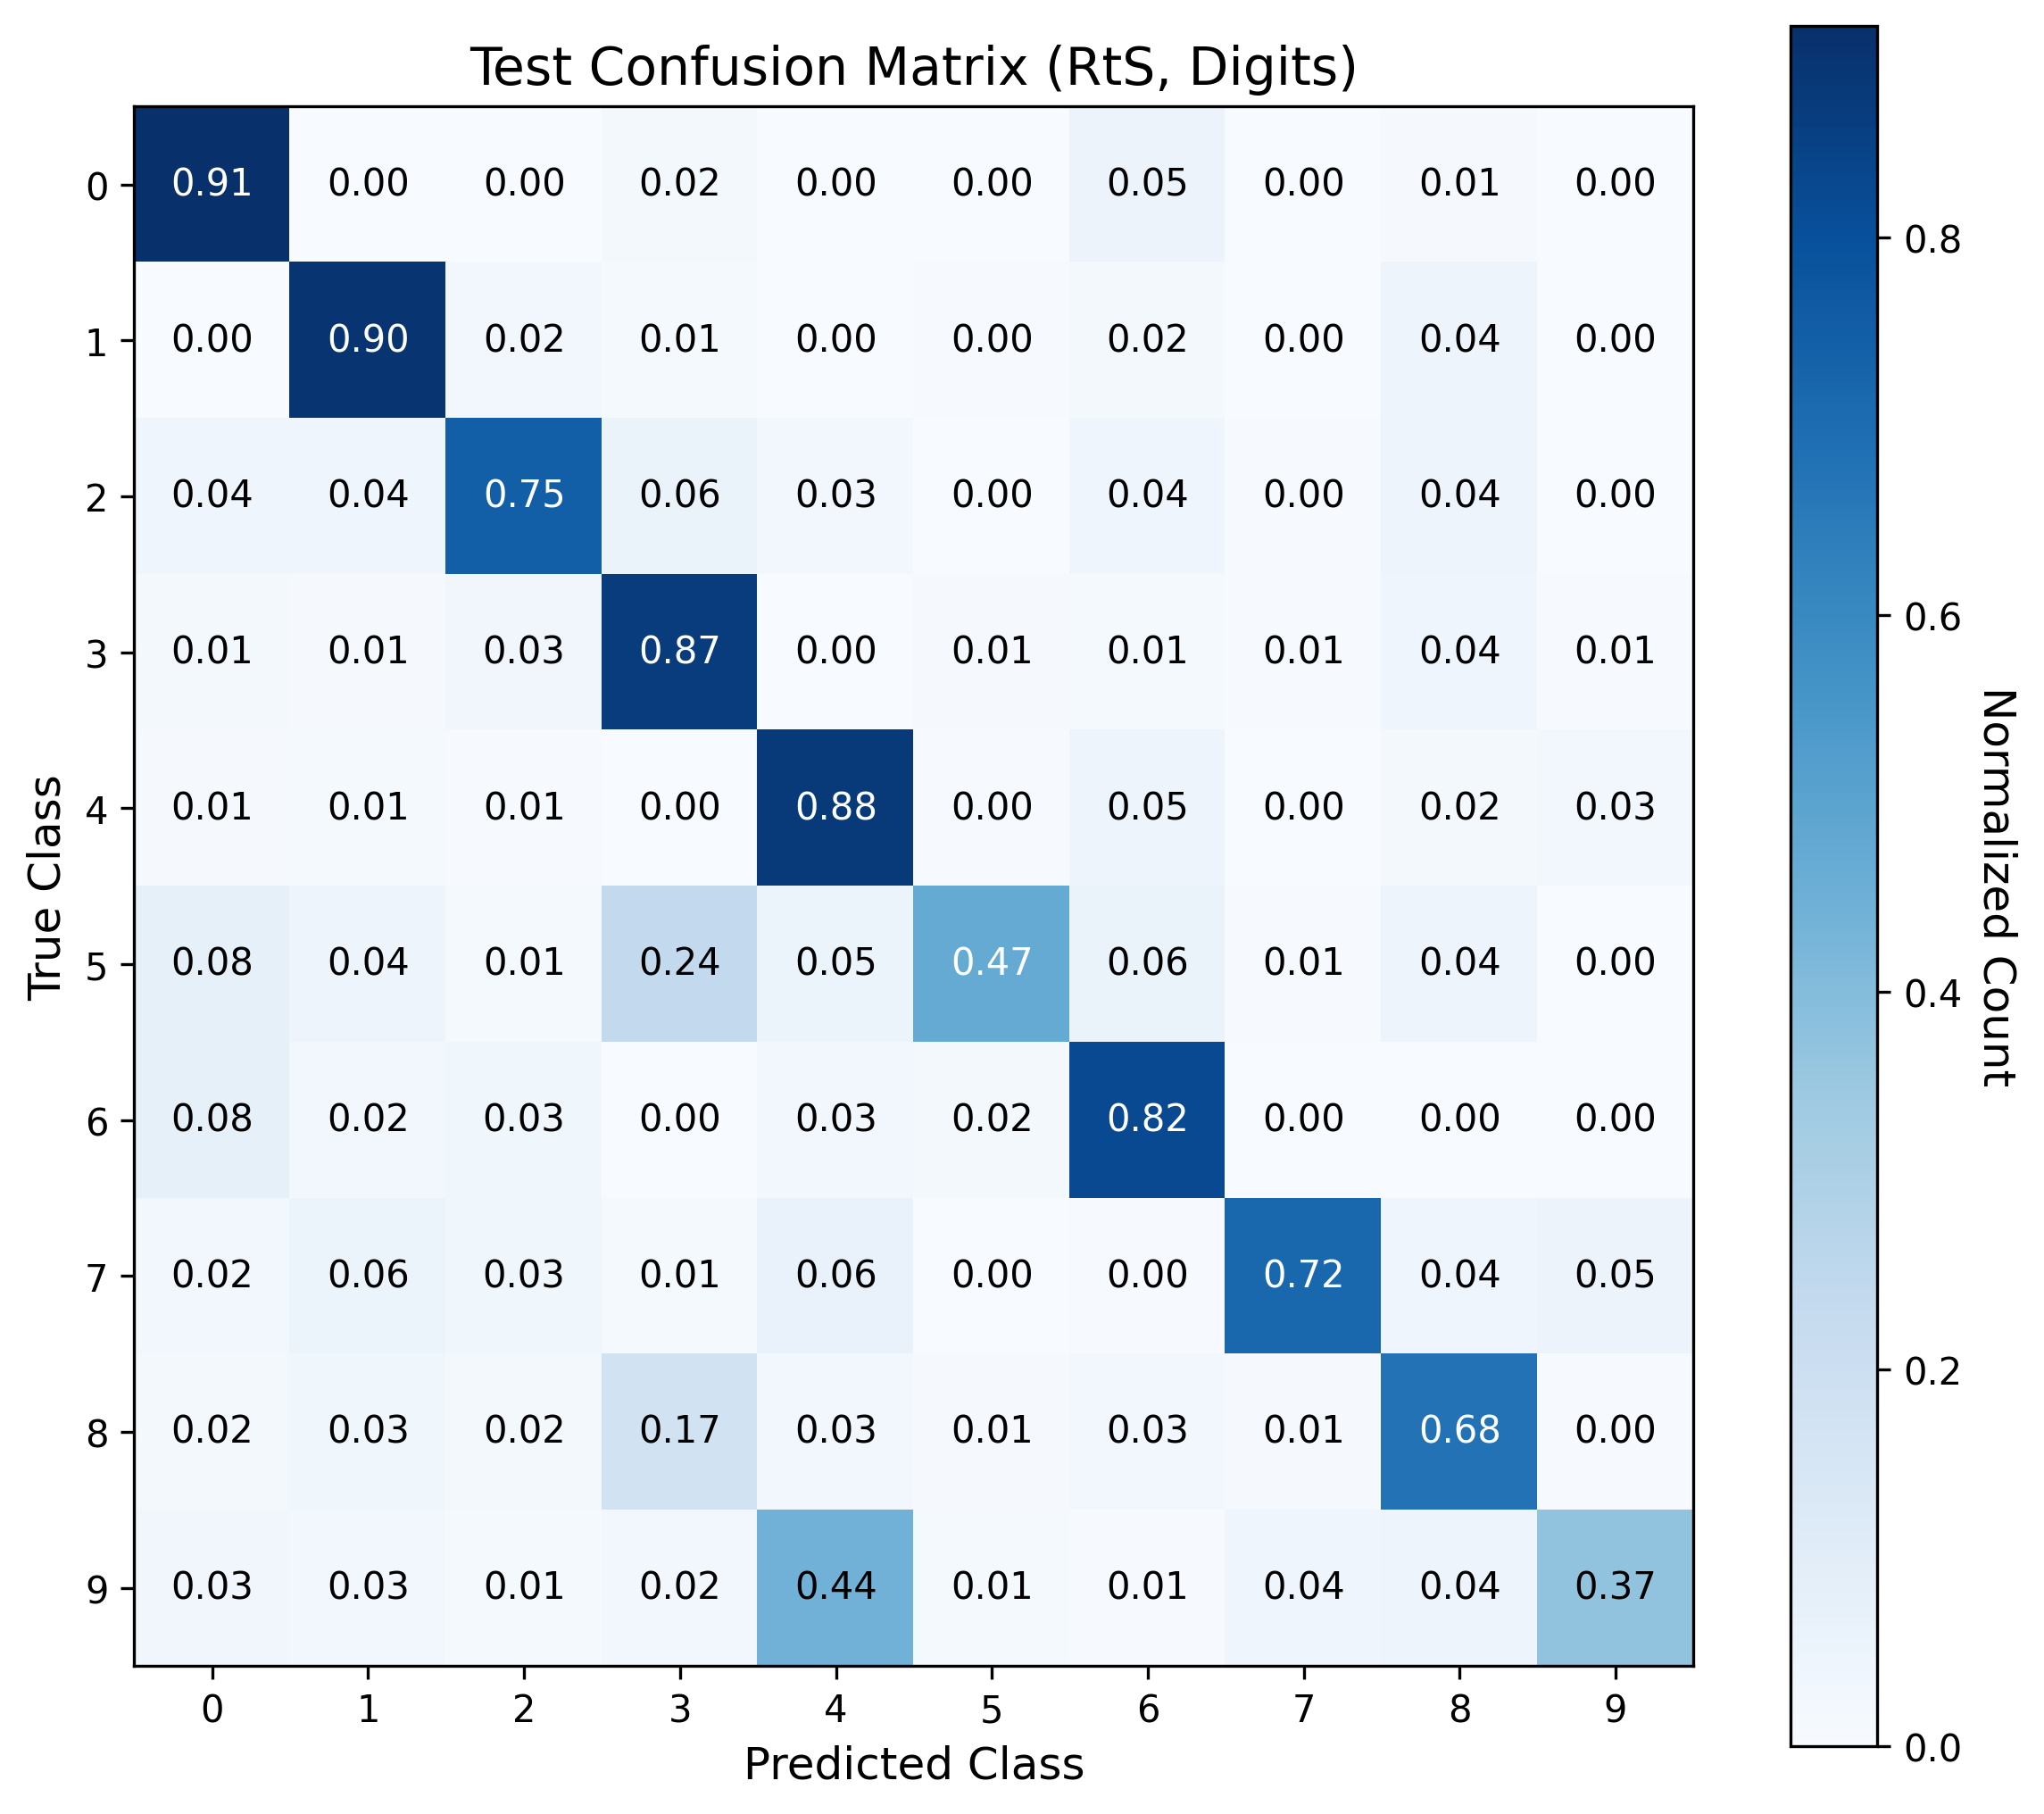 Test Confusion Matrix (RtS, Digits)
0 0.91 0.00 0.00 0.02 0.00 0.00 0.05 0.00 0.01 0.00
1 0.00 0.90 0.02 0.01 0.00 0.00 0.02 0.00 0.04 0.00
2 0.04 0.04 0.75 0.06 0.03 0.00 0.04 0.00 0.04 0.00
3 0.01 0.01 0.03 0.87 0.00 0.01 0.01 0.01 0.04 0.01
4 0.01 0.01 0.01 0.00 0.88 0.00 0.05 0.00 0.02 0.03
5 0.08 0.04 0.01 0.24 0.05 0.47 0.06 0.01 0.04 0.00
6 0.08 0.02 0.03 0.00 0.03 0.02 0.82 0.00 0.00 0.00
7 0.02 0.06 0.03 0.01 0.06 0.00 0.00 0.72 0.04 0.05
8 0.02 0.03 0.02 0.17 0.03 0.01 0.03 0.01 0.68 0.00
9 0.03 0.03 0.01 0.02 0.44 0.01 0.01 0.04 0.04 0.37
0 1 2 3 4 5 6 7 8 9
Predicted Class
True Class
0.8
0.6
0.4
0.2
0.0
Normalized Count